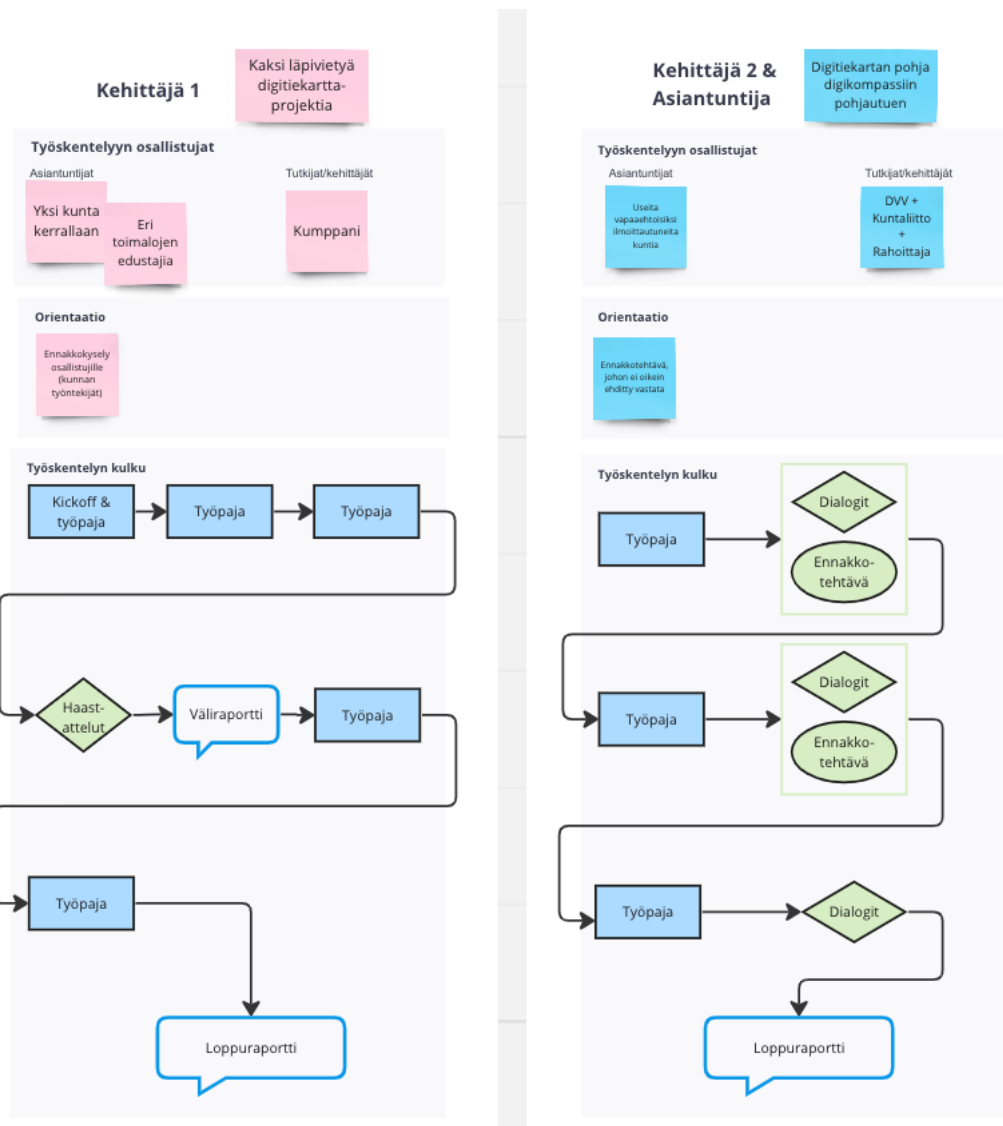 Kehittäjä 1
Kaksi läpivietyä
digitiekartta-
projektia
Työskentelyyn osallistujat
Asiantuntijat
Tutkijat/kehittäjät
Yksi kunta
kerrallaan
Eri
toimalojen
edustajia
Kumppani
Orientaatio
Ennakkokysely
osallistujille
(kunnan
työntekijät)
Työskentelyn kulku
Kickoff &
työpaja
Työpaja
Työpaja
Haast-
attelut
Väliraportti
Työpaja
Työpaja
Loppuraportti
Kehittäjä 2 &
Asiantuntija
Digitiekartan pohja
digikompassiin
pohjautuen
Työskentelyyn osallistujat
Asiantuntijat
Tutkijat/kehittäjät
Useita
vapaaehtoisiksi
ilmoittautuneita
kuntia
DVV +
Kuntaliitto
+
Rahoittaja
Orientaatio
Ennakkotehtävä,
johon ei oikein
ehditty vastata
Työskentelyn kulku
Työpaja
Dialogit
Ennakko-
tehtävä
Työpaja
Dialogit
Ennakko-
tehtävä
Työpaja
Dialogit
Loppuraportti